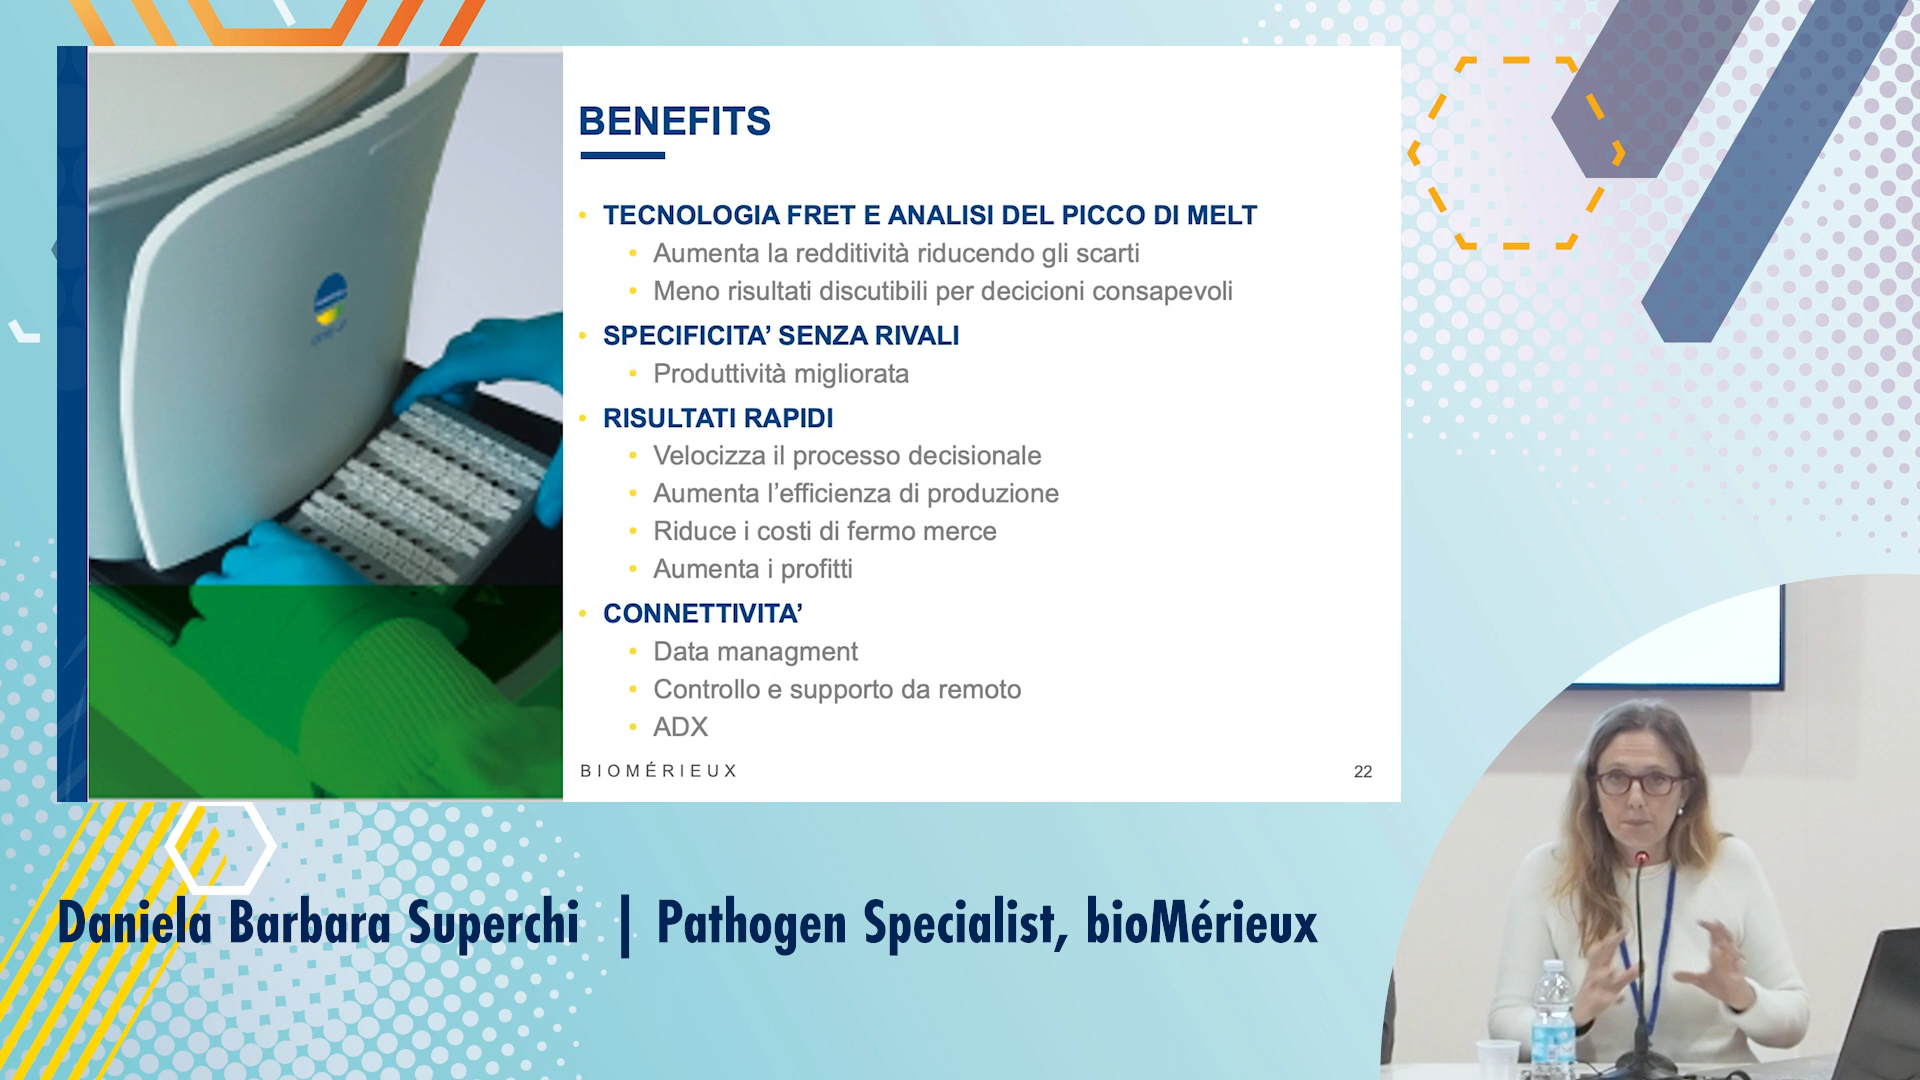 BENEFITS
TECNOLOGIA FRET E ANALISI DEL PICCO DI MELT
Aumenta la redditività riducendo gli scarti
Meno risultati discutibili per decicioni consapevoli
SPECIFICITA’ SENZA RIVALI
Produttività migliorata
RISULTATI RAPIDI
Velocizza il processo decisionale
Aumenta l’efficienza di produzione
Riduce i costi di fermo merce
Aumenta i profitti
CONNETTIVITA’
Data managment
Controllo e supporto da remoto
ADX
BIOMÉRIEUX
22
Daniela Barbara Superchi | Pathogen Specialist, bioMérieux